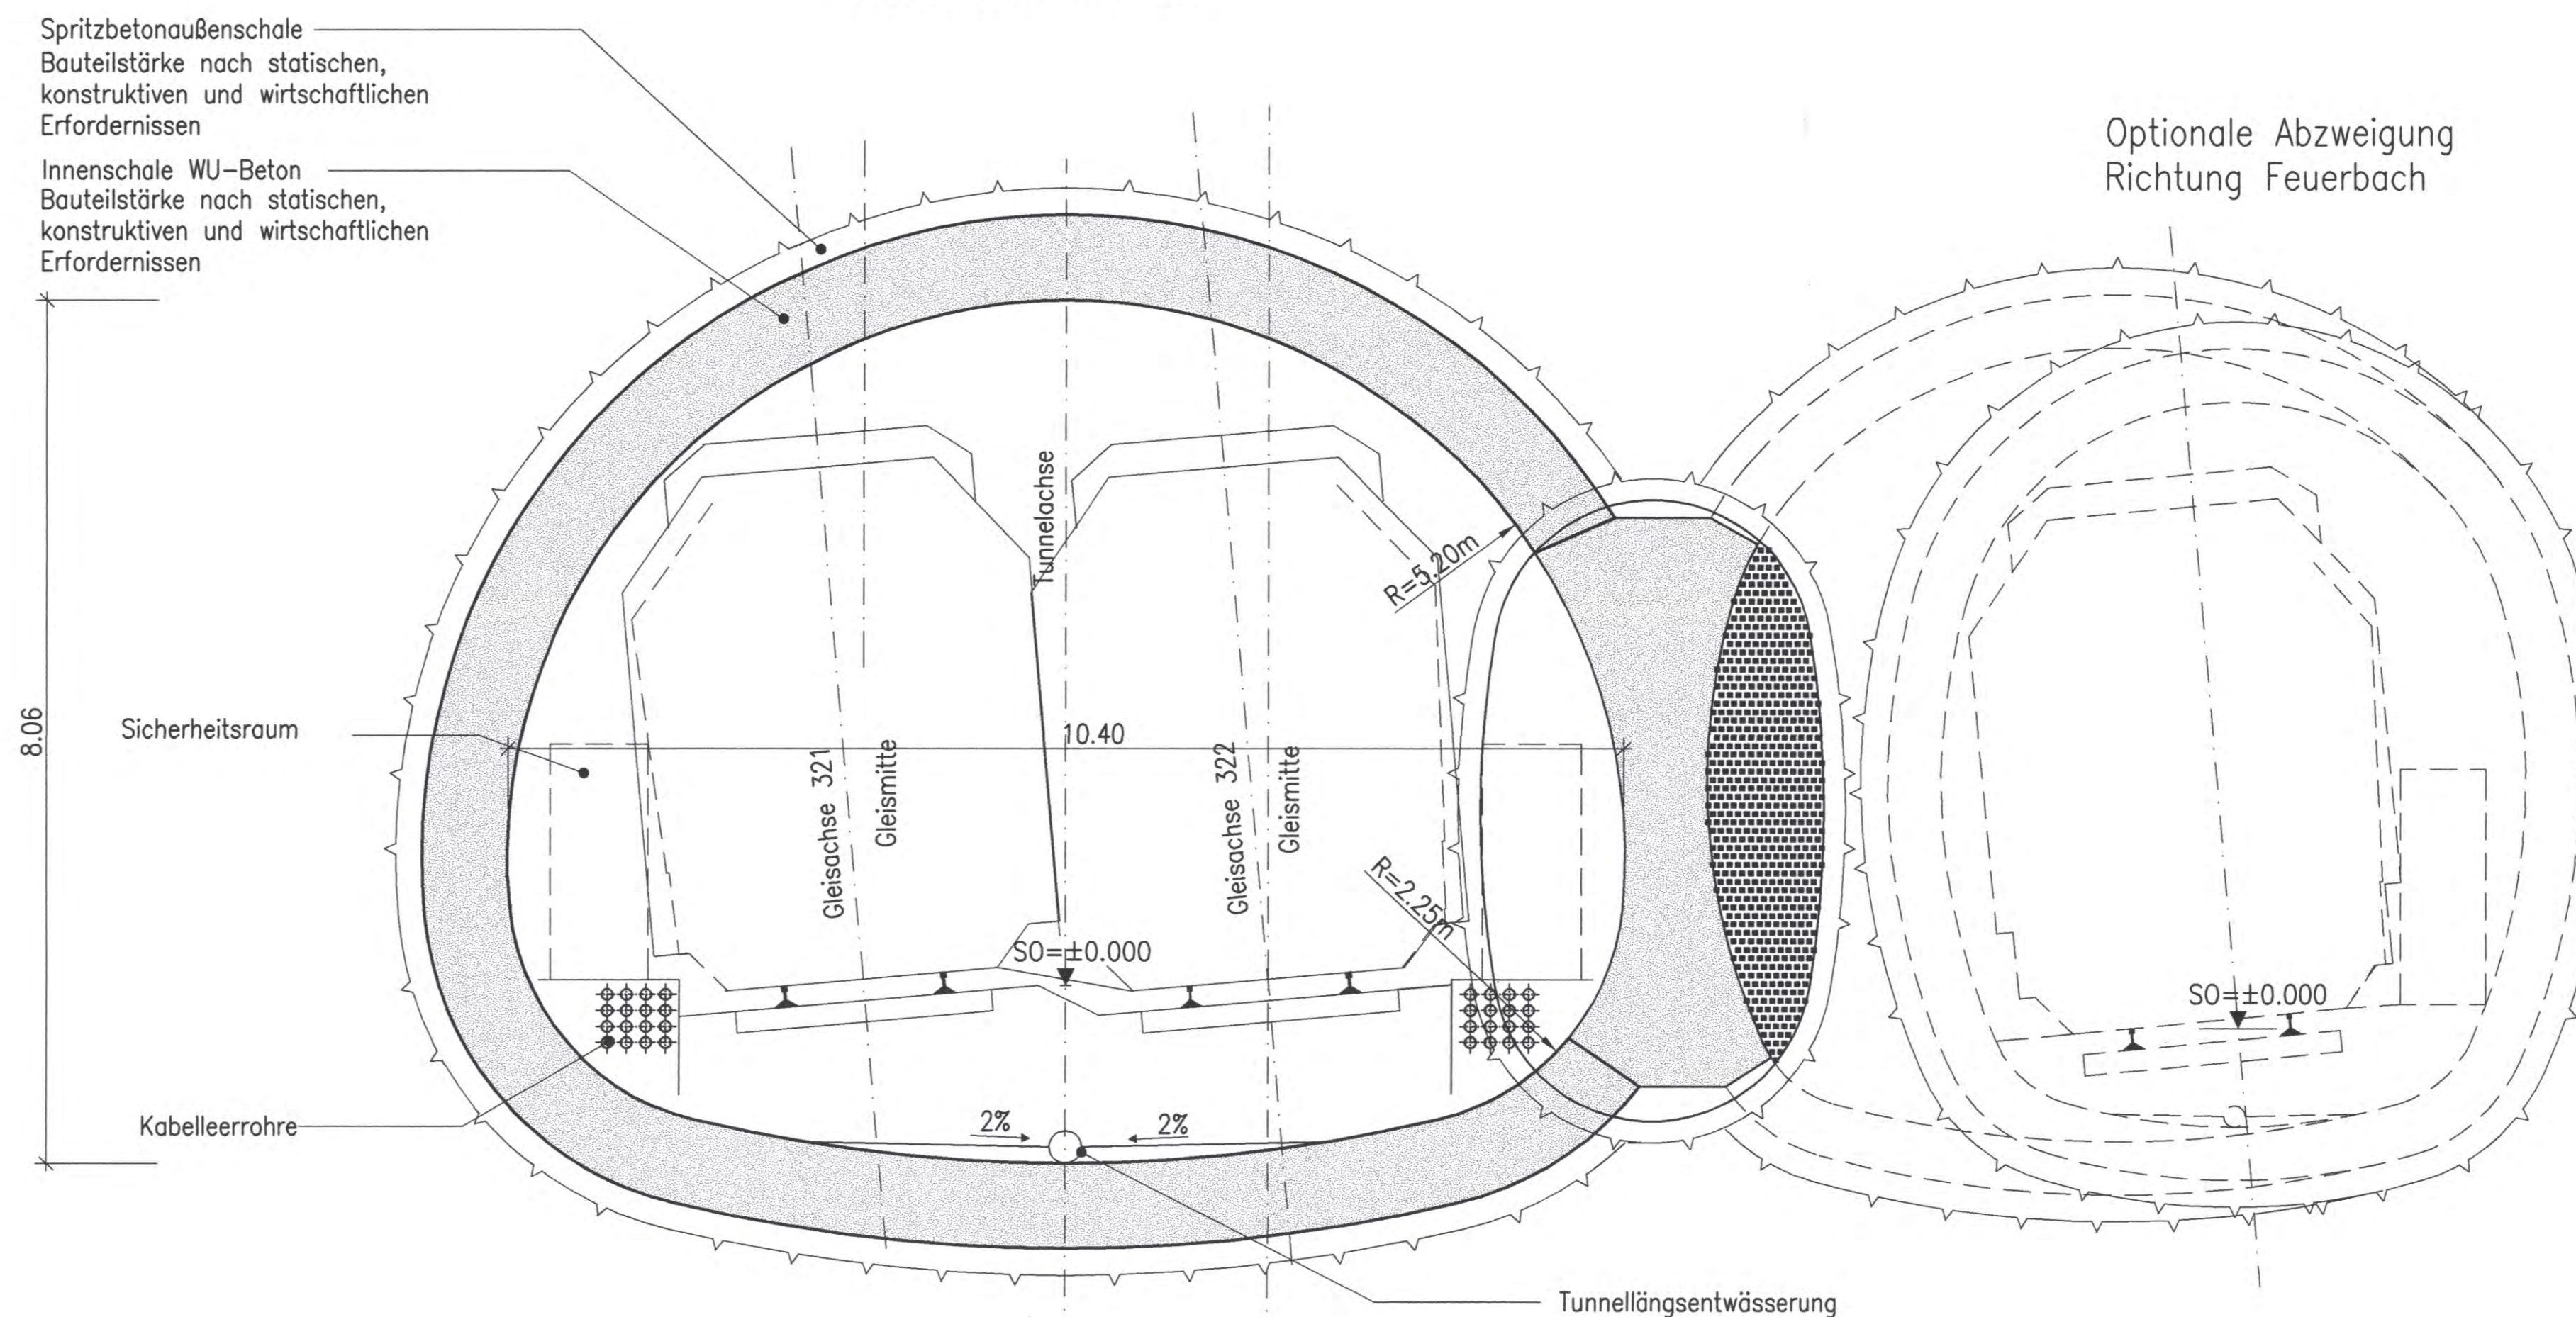 Spritzbetonaußenschale
Bauteilstärke nach statischen,
konstruktiven und wirtschaftlichen
Erfordernissen
Innenschale WU-Beton
Bauteilstärke nach statischen,
konstruktiven und wirtschaftlichen
Erfordernissen
Optionale Abzweigung
Richtung Feuerbach
Tunnelachse
R=5.20m
8.06
Sicherheitsraum
10.40
Gleisachse 321
Gleismitte
Gleisachse 322
Gleismitte
R=2.25m
SO=±0.000
SO=±0.000
Kabelleerrohre
2%
2%
Tunnellängsentwässerung